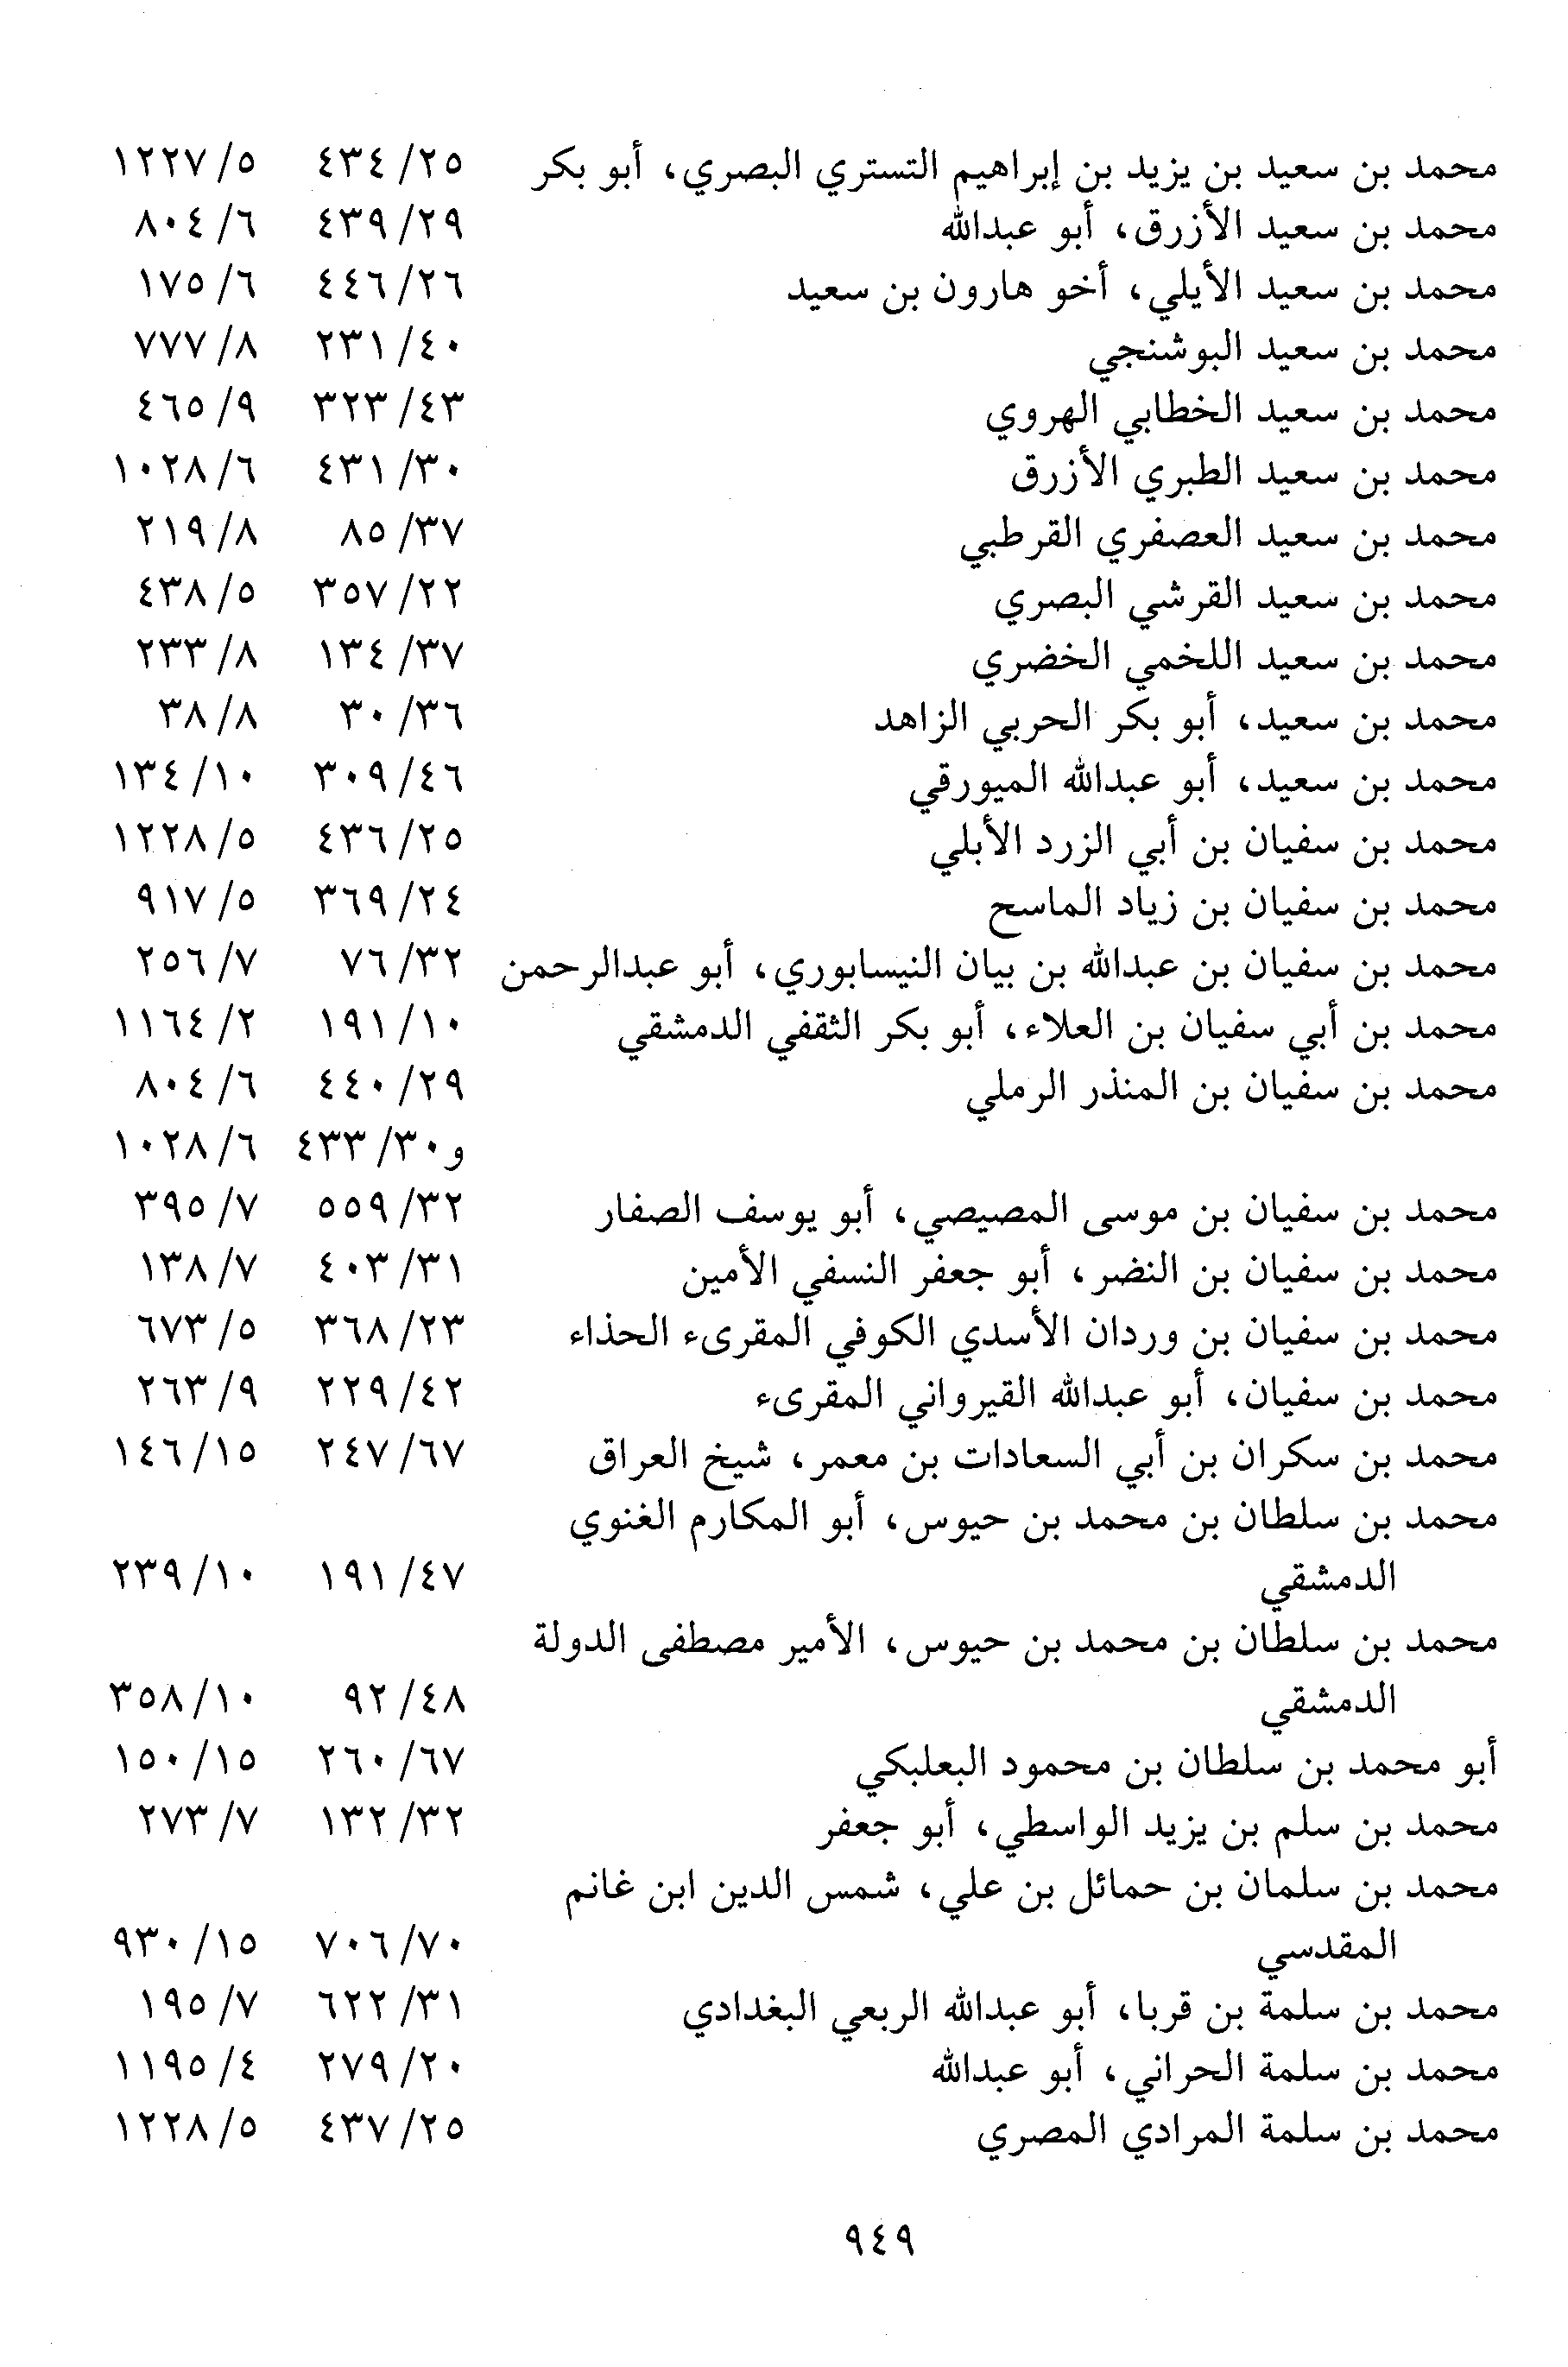 محمد بن سعيد بن يزيد بن إبراهيم التستري البصري، أبو بكر ٢٥/ ٤٣٤ ٥/ ١٢٢٧
محمد بن سعيد الأزرق، أبو عبدالله ٢٩/ ٤٣٩ ٦/ ٨٠٤
محمد بن سعيد الأيلي، أخو هارون بن سعيد ٢٦/ ٤٤٦ ٦/ ١٧٥
محمد بن سعيد البوشنجي ٤٠/ ٢٣١ ٨/ ٧٧٧
محمد بن سعيد الخطابي الهروي ٤٣/ ٣٢٣ ٩/ ٤٦٥
محمد بن سعيد الطبري الأزرق ٣٠/ ٤٣١ ٦/ ١٠٢٨
محمد بن سعيد العصفري القرطبي ٣٧/ ٨٥ ٨/ ٢١٩
محمد بن سعيد القرشي البصري ٢٢/ ٣٥٧ ٥/ ٤٣٨
محمد بن سعيد اللخمي الخضري ٣٧/ ١٣٤ ٨/ ٢٣٣
محمد بن سعيد، أبو بكر الحربي الزاهد ٣٦/ ٣٠ ٨/ ٣٨
محمد بن سعيد، أبو عبدالله الميورقي ٤٦/ ٣٠٩ ١٠/ ١٣٤
محمد بن سفيان بن أبي الزرد الأبلي ٢٥/ ٤٣٦ ٥/ ١٢٢٨
محمد بن سفيان بن زياد الماسح ٢٤/ ٣٦٩ ٥/ ٩١٧
محمد بن سفيان بن عبدالله بن بيان النيسابوري، أبو عبدالرحمن ٣٢/ ٧٦ ٧/ ٢٥٦
محمد بن أبي سفيان بن العلاء، أبو بكر الثقفي الدمشقي ١٠/ ١٩١ ٢/ ١١٦٤
محمد بن سفيان بن المنذر الرملي ٢٩/ ٤٤٠ ٦/ ٨٠٤
و٣٠/ ٤٣٣ ٦/ ١٠٢٨
محمد بن سفيان بن موسى المصيصي، أبو يوسف الصفار ٣٢/ ٥٥٩ ٧/ ٣٩٥
محمد بن سفيان بن النضر، أبو جعفر النسفي الأمين ٣١/ ٤٠٣ ٧/ ١٣٨
محمد بن سفيان بن وردان الأسدي الكوفي المقرىء الحذاء ٢٣/ ٣٦٨ ٥/ ٦٧٣
محمد بن سفيان، أبو عبدالله القيرواني المقرىء ٤٢/ ٢٢٩ ٩/ ٢٦٣
محمد بن سكران بن أبي السعادات بن معمر، شيخ العراق ٦٧/ ٢٤٧ ١٥/ ١٤٦
محمد بن سلطان بن محمد بن حيوس، أبو المكارم الغنوي
الدمشقي ٤٧/ ١٩١ ١٠/ ٢٣٩
محمد بن سلطان بن محمد بن حيوس، الأمير مصطفى الدولة
الدمشقي ٤٨/ ٩٢ ١٠/ ٣٥٨
أبو محمد بن سلطان بن محمود البعلبكي ٦٧/ ٢٦٠ ١٥/ ١٥٠
محمد بن سلم بن يزيد الواسطي، أبو جعفر ٣٢/ ١٣٢ ٧/ ٢٧٣
محمد بن سلمان بن حمائل بن علي، شمس الدين ابن غانم
المقدسي ٧٠/ ٧٠٦ ١٥/ ٩٣٠
محمد بن سلمة بن قربا، أبو عبدالله الربعي البغدادي ٣١/ ٦٢٢ ٧/ ١٩٥
محمد بن سلمة الحراني، أبو عبدالله ٢٠/ ٢٧٩ ٤/ ١١٩٥
محمد بن سلمة المرادي المصري ٢٥/ ٤٣٧ ٥/ ١٢٢٨
٩٤٩